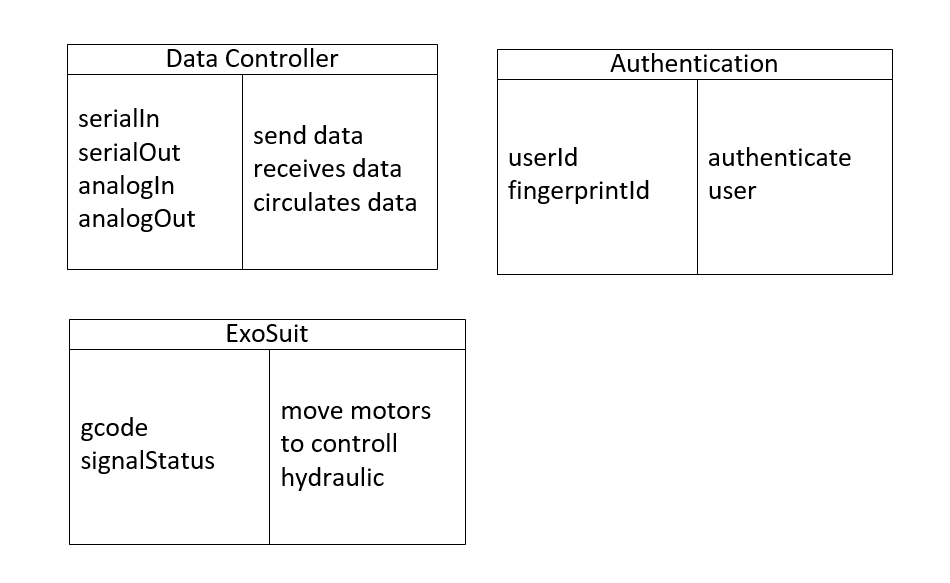 Data Controller
serialIn
serialOut
analogIn
analogOut
send data
receives data
circulates data
Authentication
userId
fingerprintId
authenticate
user
ExoSuit
gcode
signalStatus
move motors
to controll
hydraulic